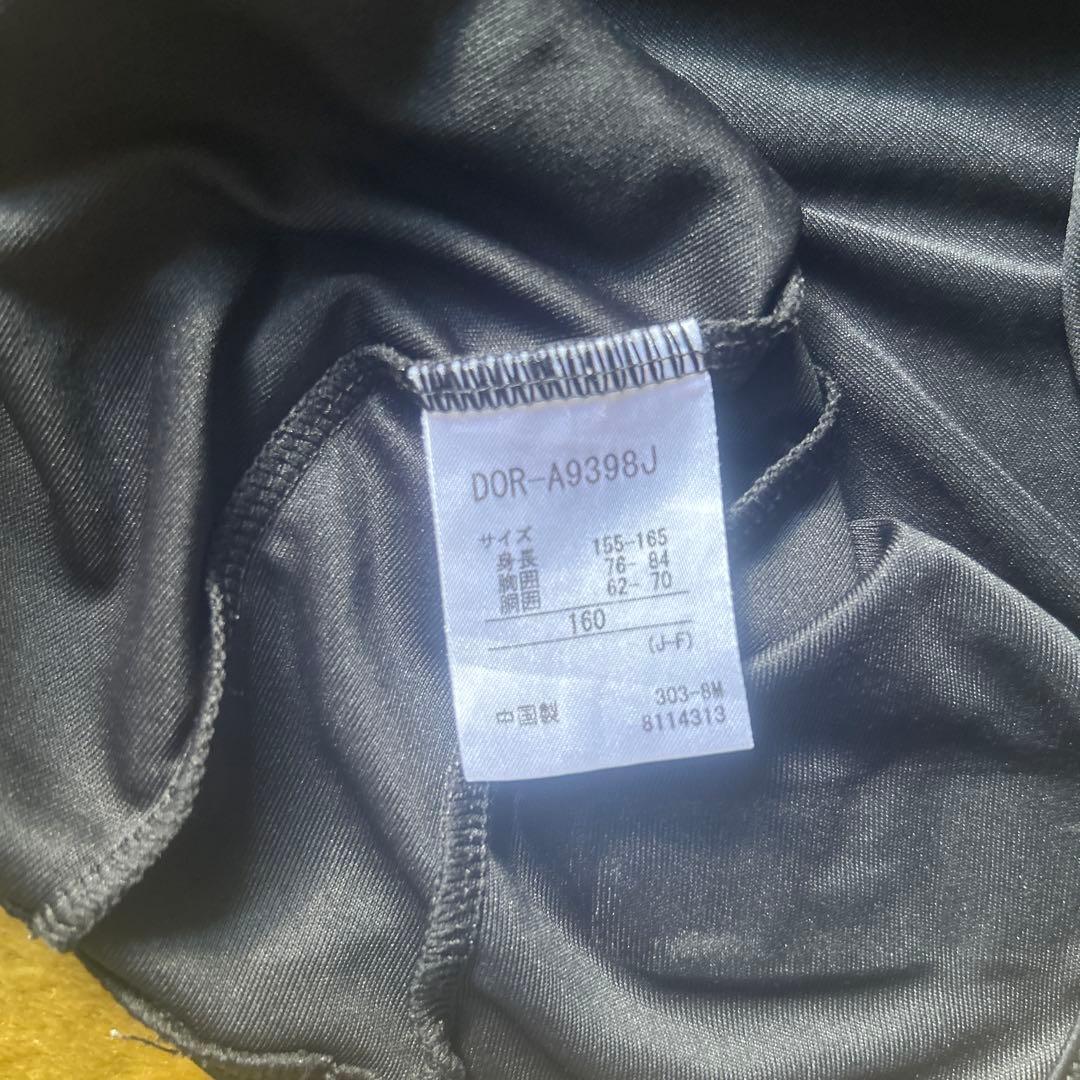 DOR-A9398J
サイズ
身長 155-165
胸囲 76- 84
胴囲 62- 70
160
(J-F)
303-8M
中国製 8114313